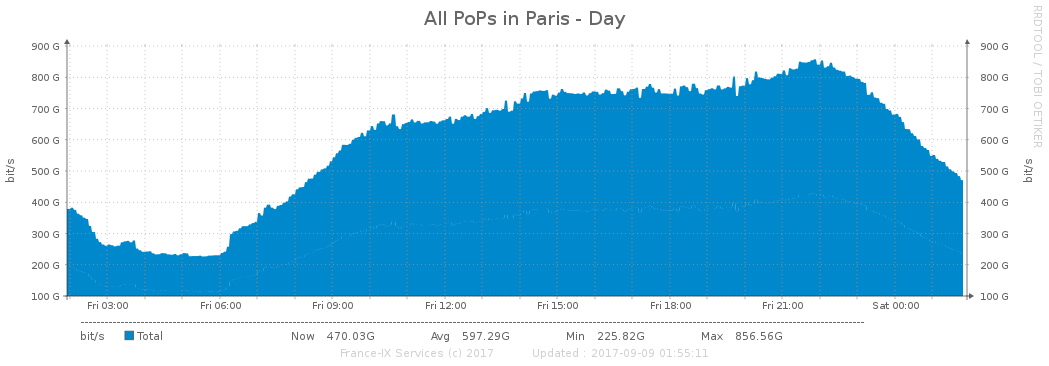 All PoPs in Paris - Day
RRDTOOL / TOBI OETIKER
900 G 900 G
800 G 800 G
700 G 700 G
600 G 600 G
500 G 500 G
400 G 400 G
300 G 300 G
200 G 200 G
100 G 100 G
bit/s bit/s
Fri 03:00 Fri 06:00 Fri 09:00 Fri 12:00 Fri 15:00 Fri 18:00 Fri 21:00 Sat 00:00
bit/s Total Now 470.03G Avg 597.29G Min 225.82G Max 856.56G
France-IX Services (c) 2017 Updated : 2017-09-09 01:55:11